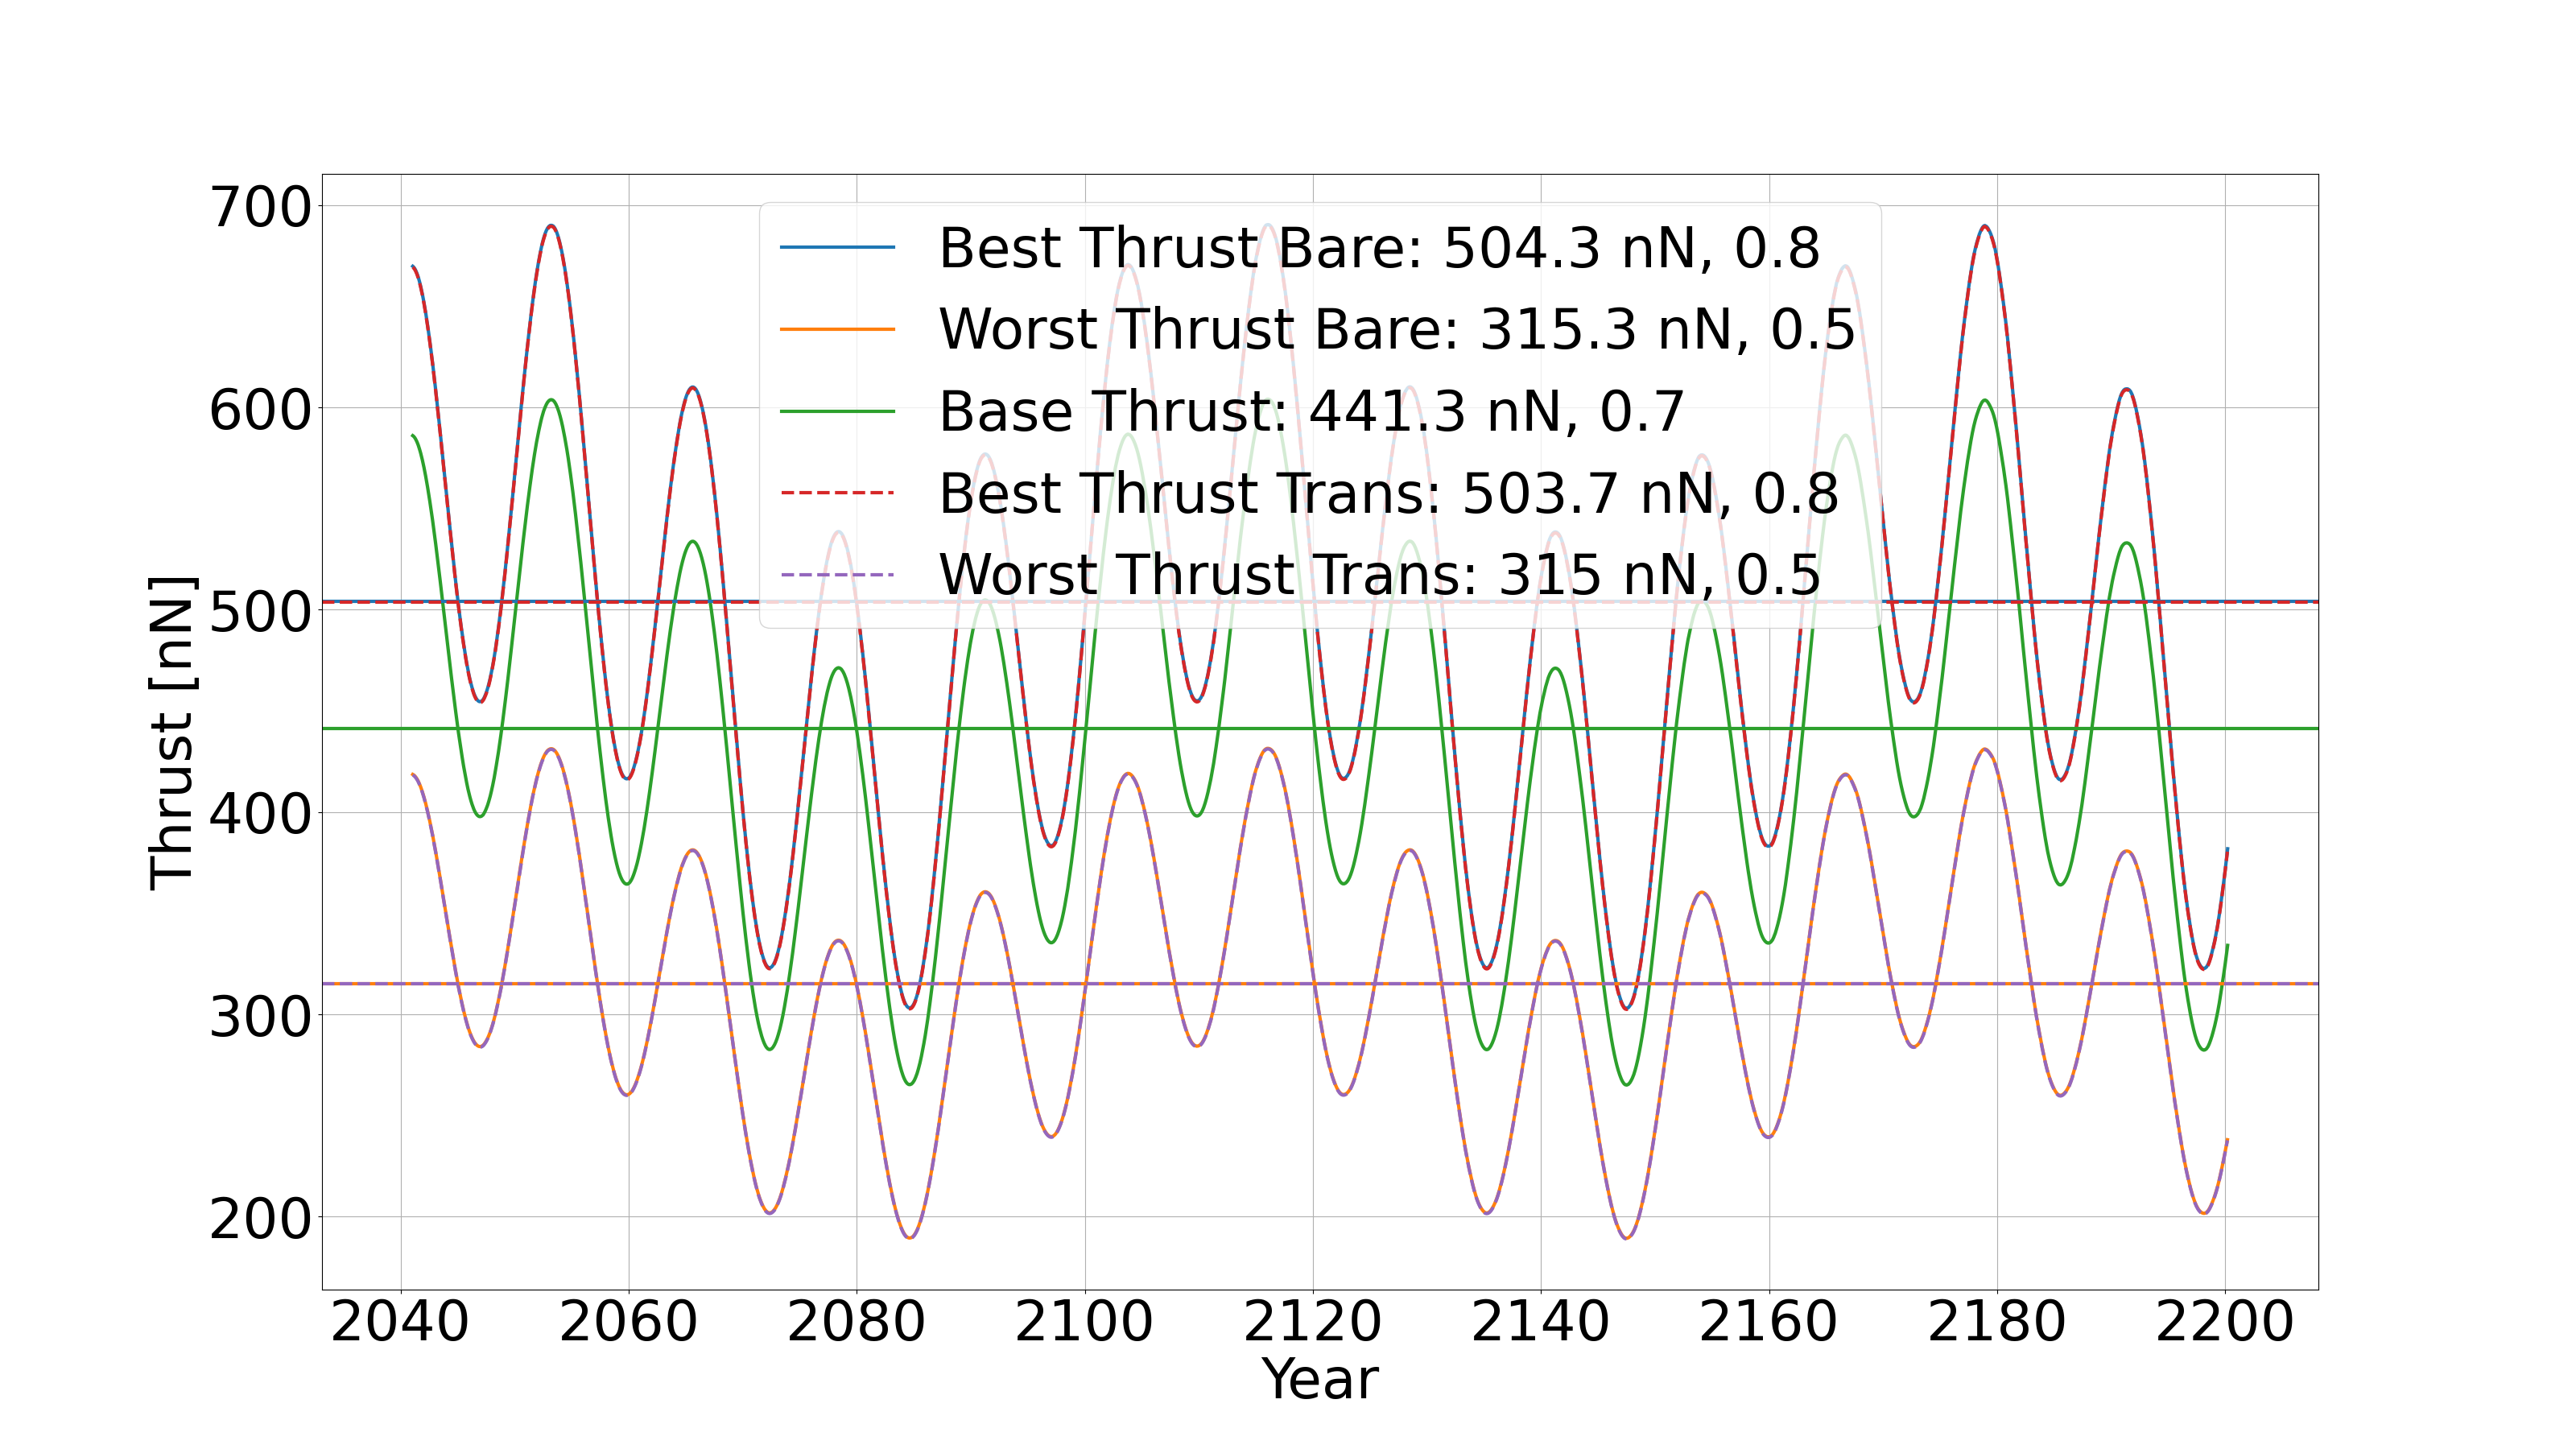 700
600
500
400
300
200
Thrust [nN]
Best Thrust Bare: 504.3 nN, 0.8
Worst Thrust Bare: 315.3 nN, 0.5
Base Thrust: 441.3 nN, 0.7
Best Thrust Trans: 503.7 nN, 0.8
Worst Thrust Trans: 315 nN, 0.5
2040 2060 2080 2100 2120 2140 2160 2180 2200
Year